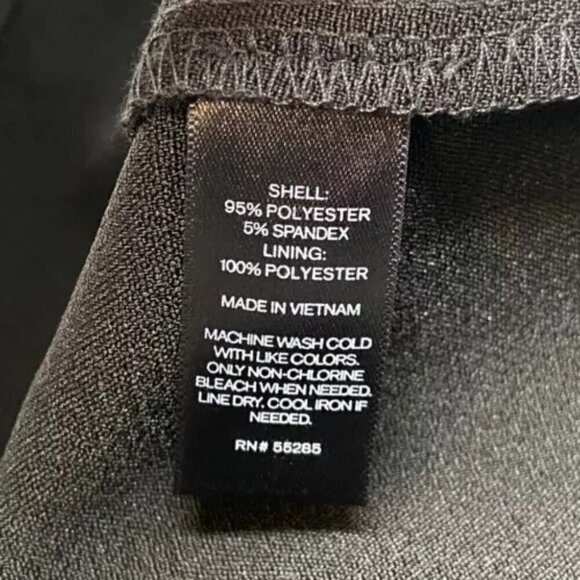 SHELL:
95% POLYESTER
5% SPANDEX
LINING:
100% POLYESTER
MADE IN VIETNAM
MACHINE WASH COLD
WITH LIKE COLORS.
ONLY NON-CHLORINE
BLEACH WHEN NEEDED.
LINE DRY. COOL IRON IF
NEEDED.
RN# 55285